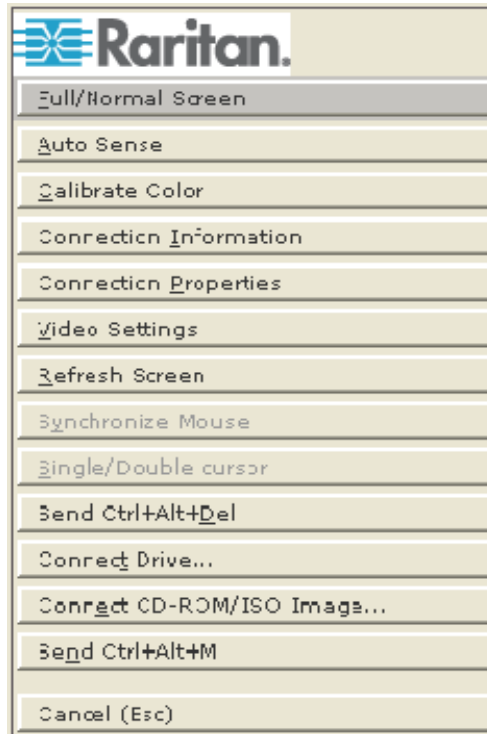 Raritan.
Full/Normal Screen
Auto Sense
Calibrate Color
Connection Information
Connection Properties
Video Settings
Refresh Screen
Synchronize Mouse
Single/Double cursor
Send Ctrl+Alt+Del
Connect Drive...
Connect CD-ROM/ISO Image...
Send Ctrl+Alt+M
Cancel (Esc)